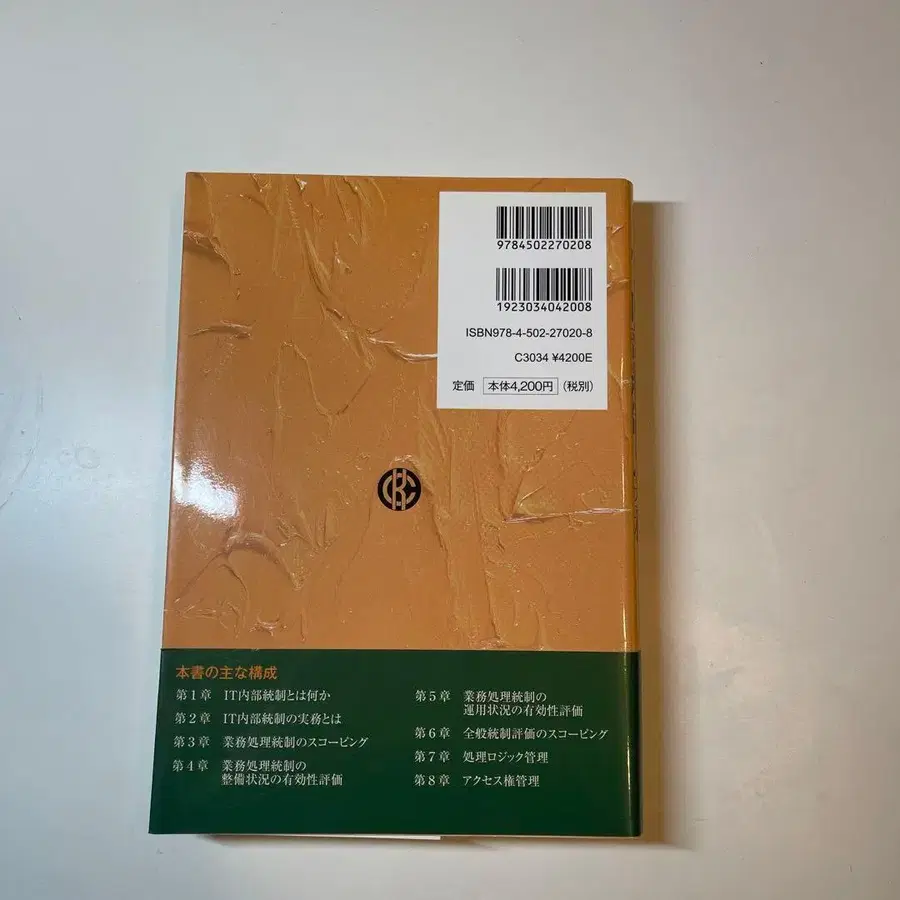 9784502270208
1923034042008
ISBN978-4-502-27020-8
C3034 ¥4200E
定価 本体4,200円 (税別)
本書の主な構成
第1章 IT内部統制とは何か
第2章 IT内部統制の実務とは
第3章 業務処理統制のスコーピング
第4章 業務処理統制の
整備状況の有効性評価
第5章 業務処理統制の
運用状況の有効性評価
第6章 全般統制評価のスコーピング
第7章 処理ロジック管理
第8章 アクセス権管理